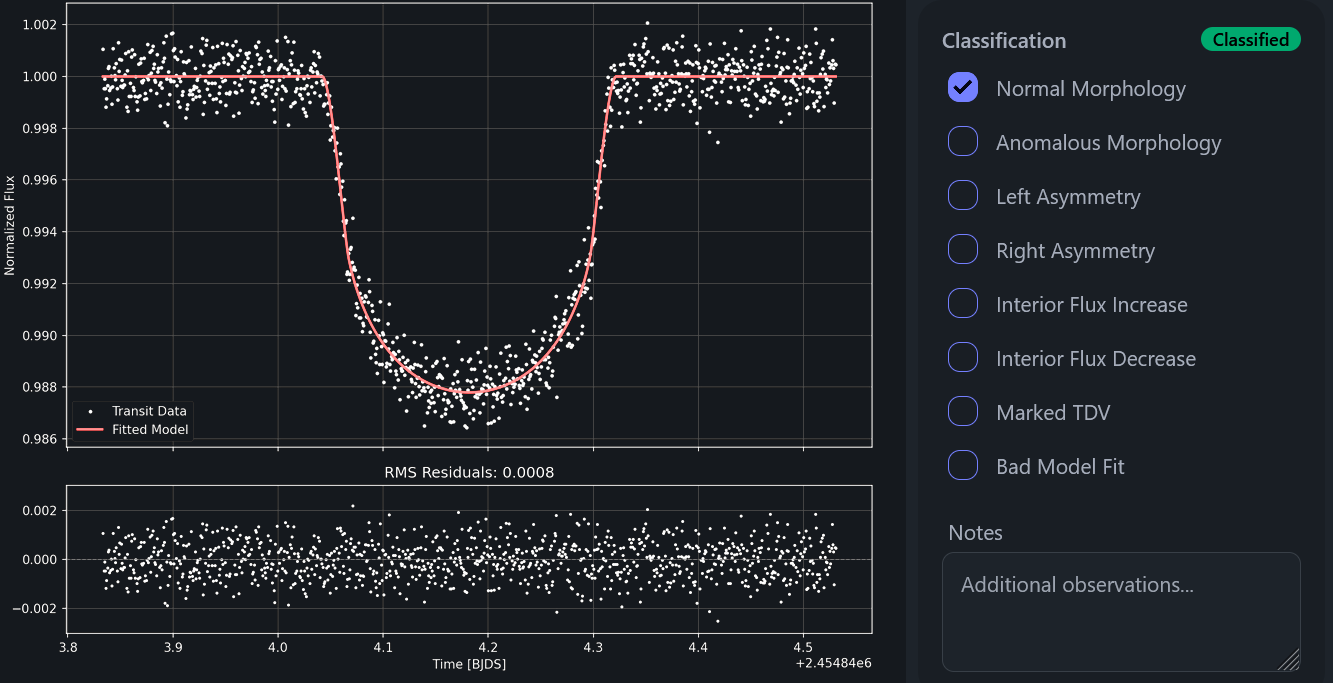 1.002
1.000
0.998
0.996
0.994
0.992
0.990
0.988
0.986
Normalized Flux
Transit Data
Fitted Model
RMS Residuals: 0.0008
0.002
0.000
−0.002
3.8 3.9 4.0 4.1 4.2 4.3 4.4 4.5
Time [BJDS]
+2.45484e6
Classification
Classified
Normal Morphology
Anomalous Morphology
Left Asymmetry
Right Asymmetry
Interior Flux Increase
Interior Flux Decrease
Marked TDV
Bad Model Fit
Notes
Additional observations...